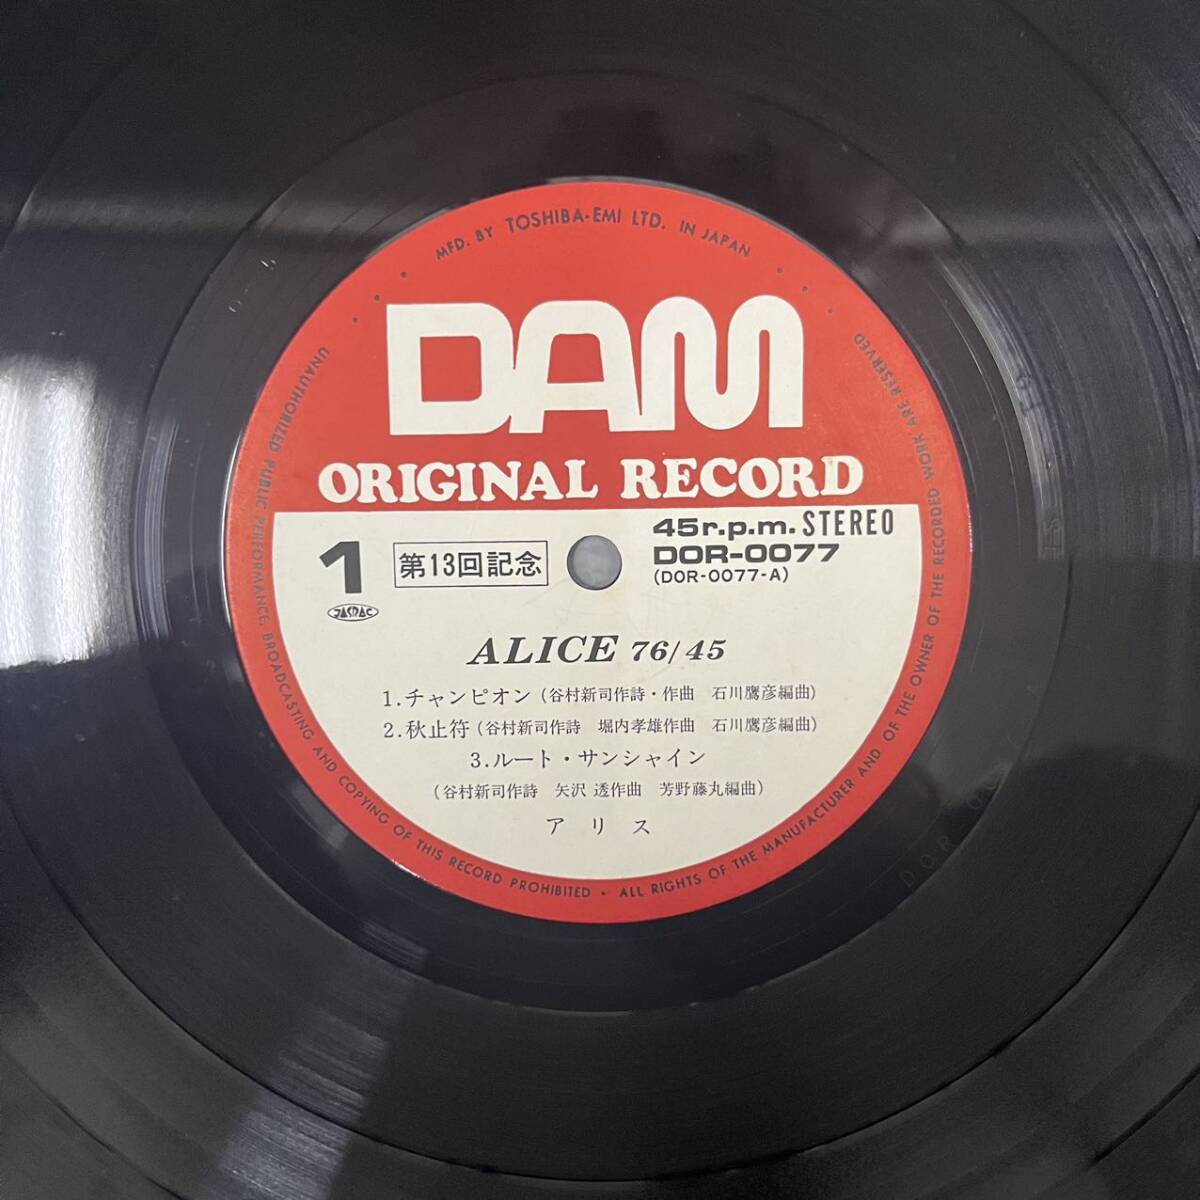 MFD. BY TOSHIBA-EMI LTD. IN JAPAN
DAM
ORIGINAL RECORD
45r.p.m. STEREO
1
第13回記念
DOR-0077
(DOR-0077-A)
JASRAC
ALICE 76/45
1.チャンピオン (谷村新司作詩・作曲 石川鷹彦編曲)
2.秋止符 (谷村新司作詩 堀内孝雄作曲 石川鷹彦編曲)
3.ルート・サンシャイン
(谷村新司作詩 矢沢 透作曲 芳野藤丸編曲)
アリス
UNAUTHORIZED PUBLIC PERFORMANCE, BROADCASTING AND COPYING OF THIS RECORD PROHIBITED • ALL RIGHTS OF THE MANUFACTURER AND OF THE OWNER OF THE RECORDED WORK ARE RESERVED